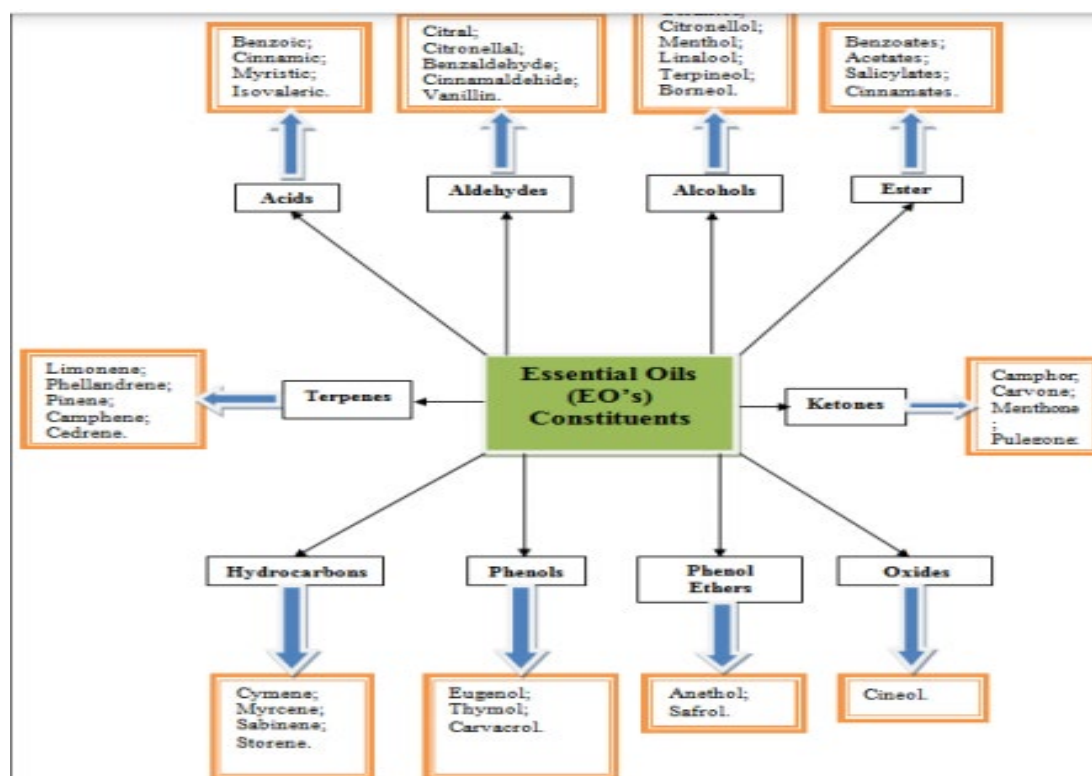 Benzoic;
Cinnamic;
Myristic;
Isovaleric.
Citral;
Citronellal;
Benzaldehyde;
Cinnamaldehide;
Vanillin.
Citronellol;
Menthol;
Linalool;
Terpineol;
Borneol.
Benzoates;
Acetates;
Salicylates;
Cinnamates.
Acids
Aldehydes
Alcohols
Ester
Essential Oils
(EO’s)
Constituents
Limonene;
Phellandrene;
Pinene;
Camphene;
Cedrene.
Terpenes
Ketones
Camphor;
Carvone;
Menthone
;
Pulegone.
Hydrocarbons
Phenols
Phenol
Ethers
Oxides
Cymene;
Myrcene;
Sabinene;
Storene.
Eugenol;
Thymol;
Carvacrol.
Anethol;
Safrol.
Cineol.